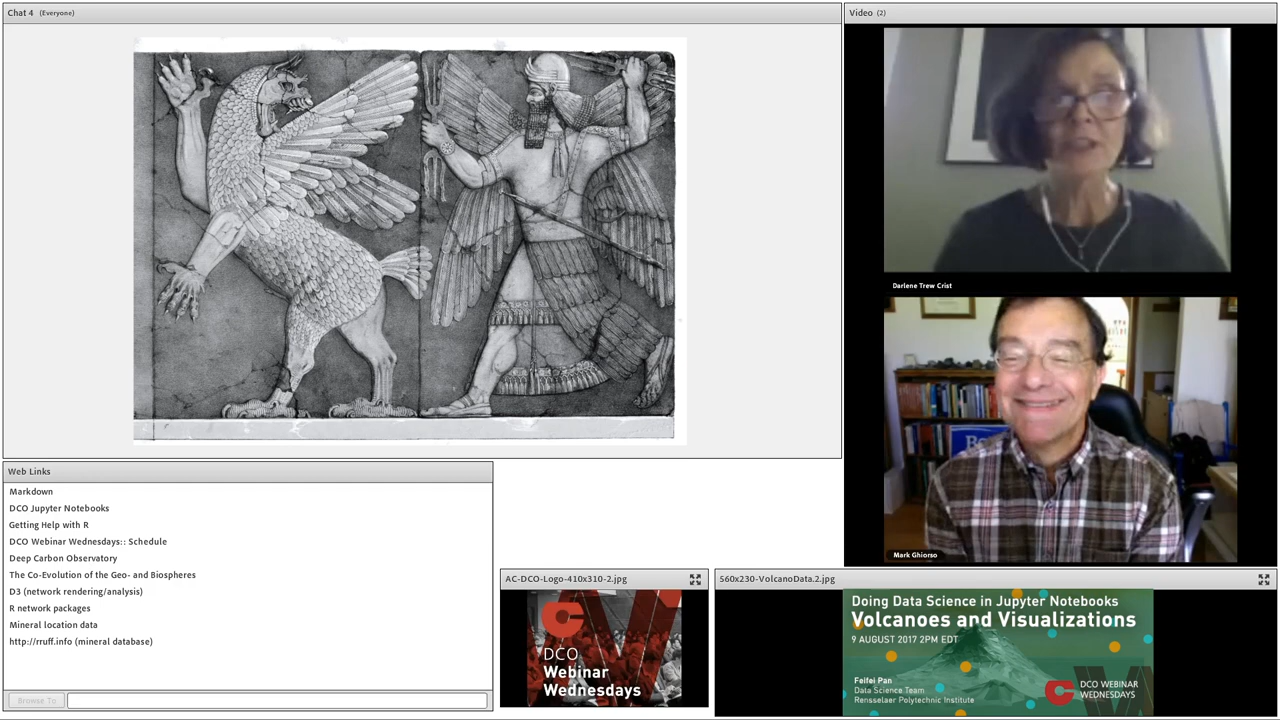 Chat 4 (Everyone)
Video (2)
Darlene Trew Crist
Mark Ghiorso
Web Links
Markdown
DCO Jupyter Notebooks
Getting Help with R
DCO Webinar Wednesdays:: Schedule
Deep Carbon Observatory
The Co-Evolution of the Geo- and Biospheres
D3 (network rendering/analysis)
R network packages
Mineral location data
http://rruff.info (mineral database)
Browse To
AC-DCO-Logo-410x310-2.jpg
DCO
Webinar
Wednesdays
560x230-VolcanoData.2.jpg
Doing Data Science in Jupyter Notebooks
Volcanoes and Visualizations
9 AUGUST 2017 2PM EDT
Feifei Pan
Data Science Team
Rensselaer Polytechnic Institute
DCO WEBINAR
WEDNESDAYS